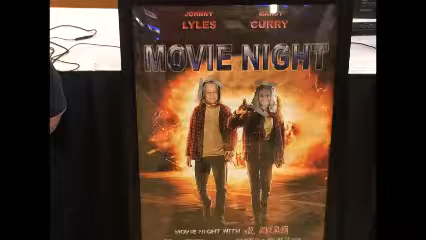 JOHNNY
LYLES
CURRY
MOVIE NIGHT
MOVIE NIGHT WITH